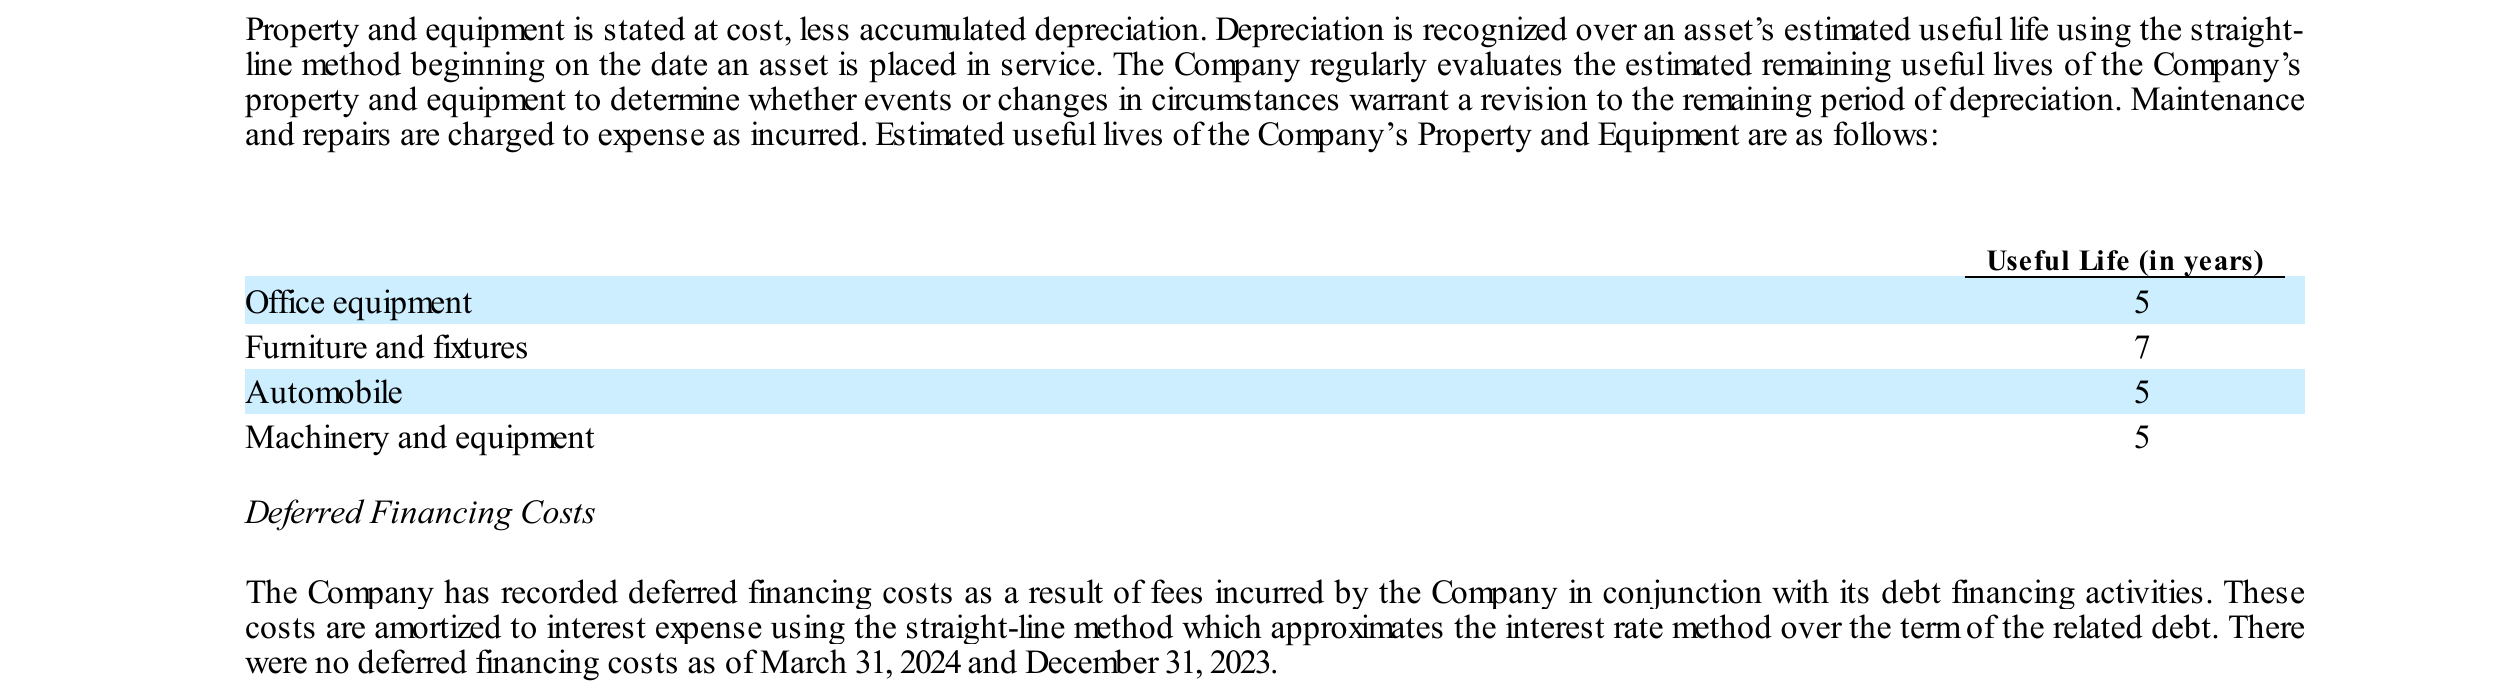 Property and equipment is stated at cost, less accumulated depreciation. Depreciation is recognized over an asset’s estimated useful life using the straight-
line method beginning on the date an asset is placed in service. The Company regularly evaluates the estimated remaining useful lives of the Company’s
property and equipment to determine whether events or changes in circumstances warrant a revision to the remaining period of depreciation. Maintenance
and repairs are charged to expense as incurred. Estimated useful lives of the Company’s Property and Equipment are as follows:
Useful Life (in years)
Office equipment 5
Furniture and fixtures 7
Automobile 5
Machinery and equipment 5
Deferred Financing Costs
The Company has recorded deferred financing costs as a result of fees incurred by the Company in conjunction with its debt financing activities. These
costs are amortized to interest expense using the straight-line method which approximates the interest rate method over the term of the related debt. There
were no deferred financing costs as of March 31, 2024 and December 31, 2023.